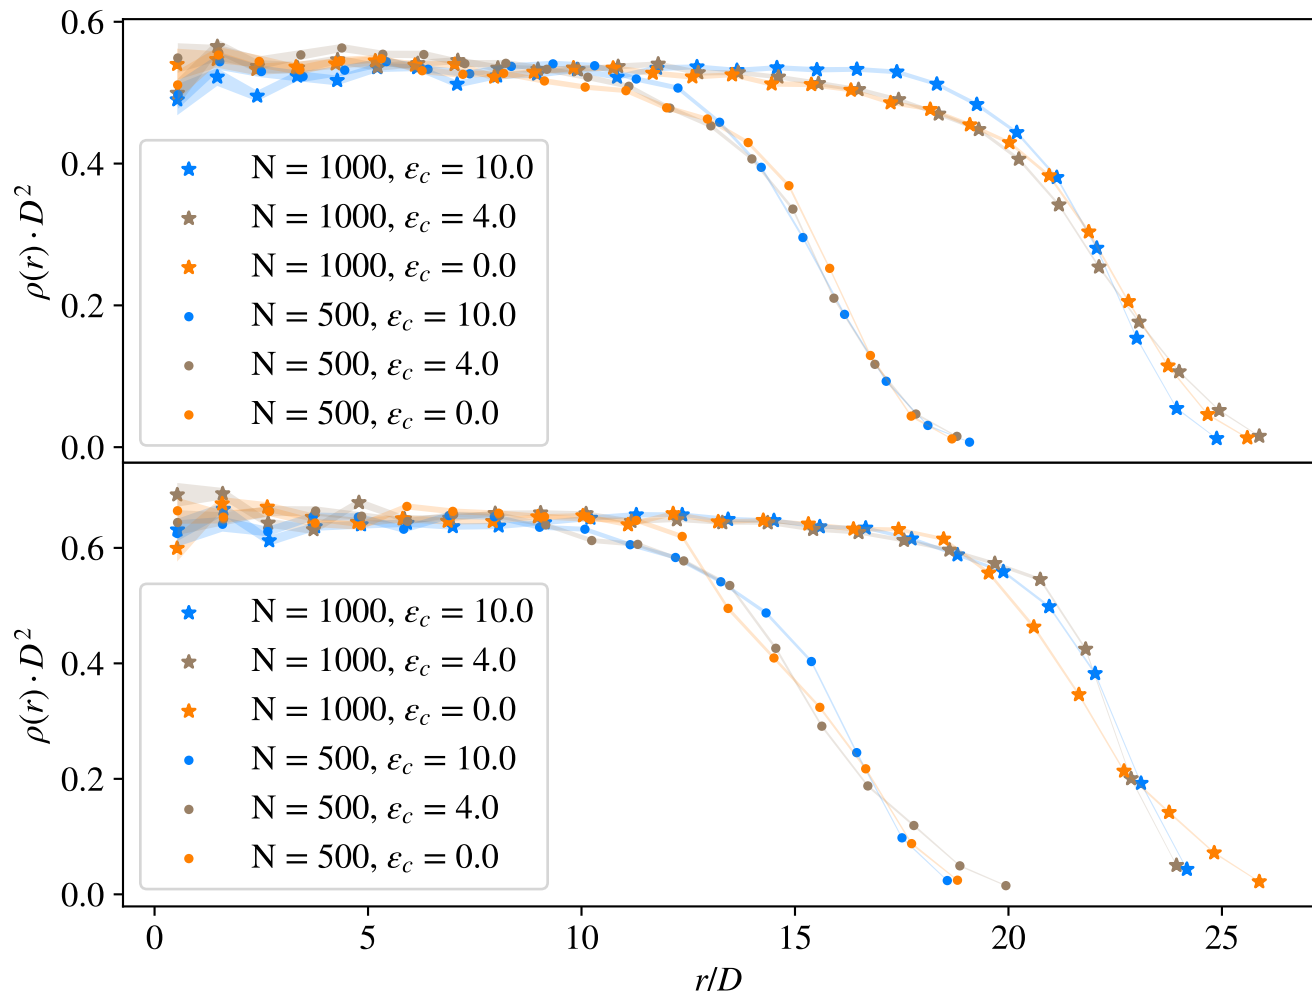 0.6
0.4
0.2
0.0
ρ(r) · D²
N = 1000, ε_c = 10.0
N = 1000, ε_c = 4.0
N = 1000, ε_c = 0.0
N = 500, ε_c = 10.0
N = 500, ε_c = 4.0
N = 500, ε_c = 0.0
0.6
0.4
0.2
0.0
ρ(r) · D²
N = 1000, ε_c = 10.0
N = 1000, ε_c = 4.0
N = 1000, ε_c = 0.0
N = 500, ε_c = 10.0
N = 500, ε_c = 4.0
N = 500, ε_c = 0.0
0 5 10 15 20 25
r/D